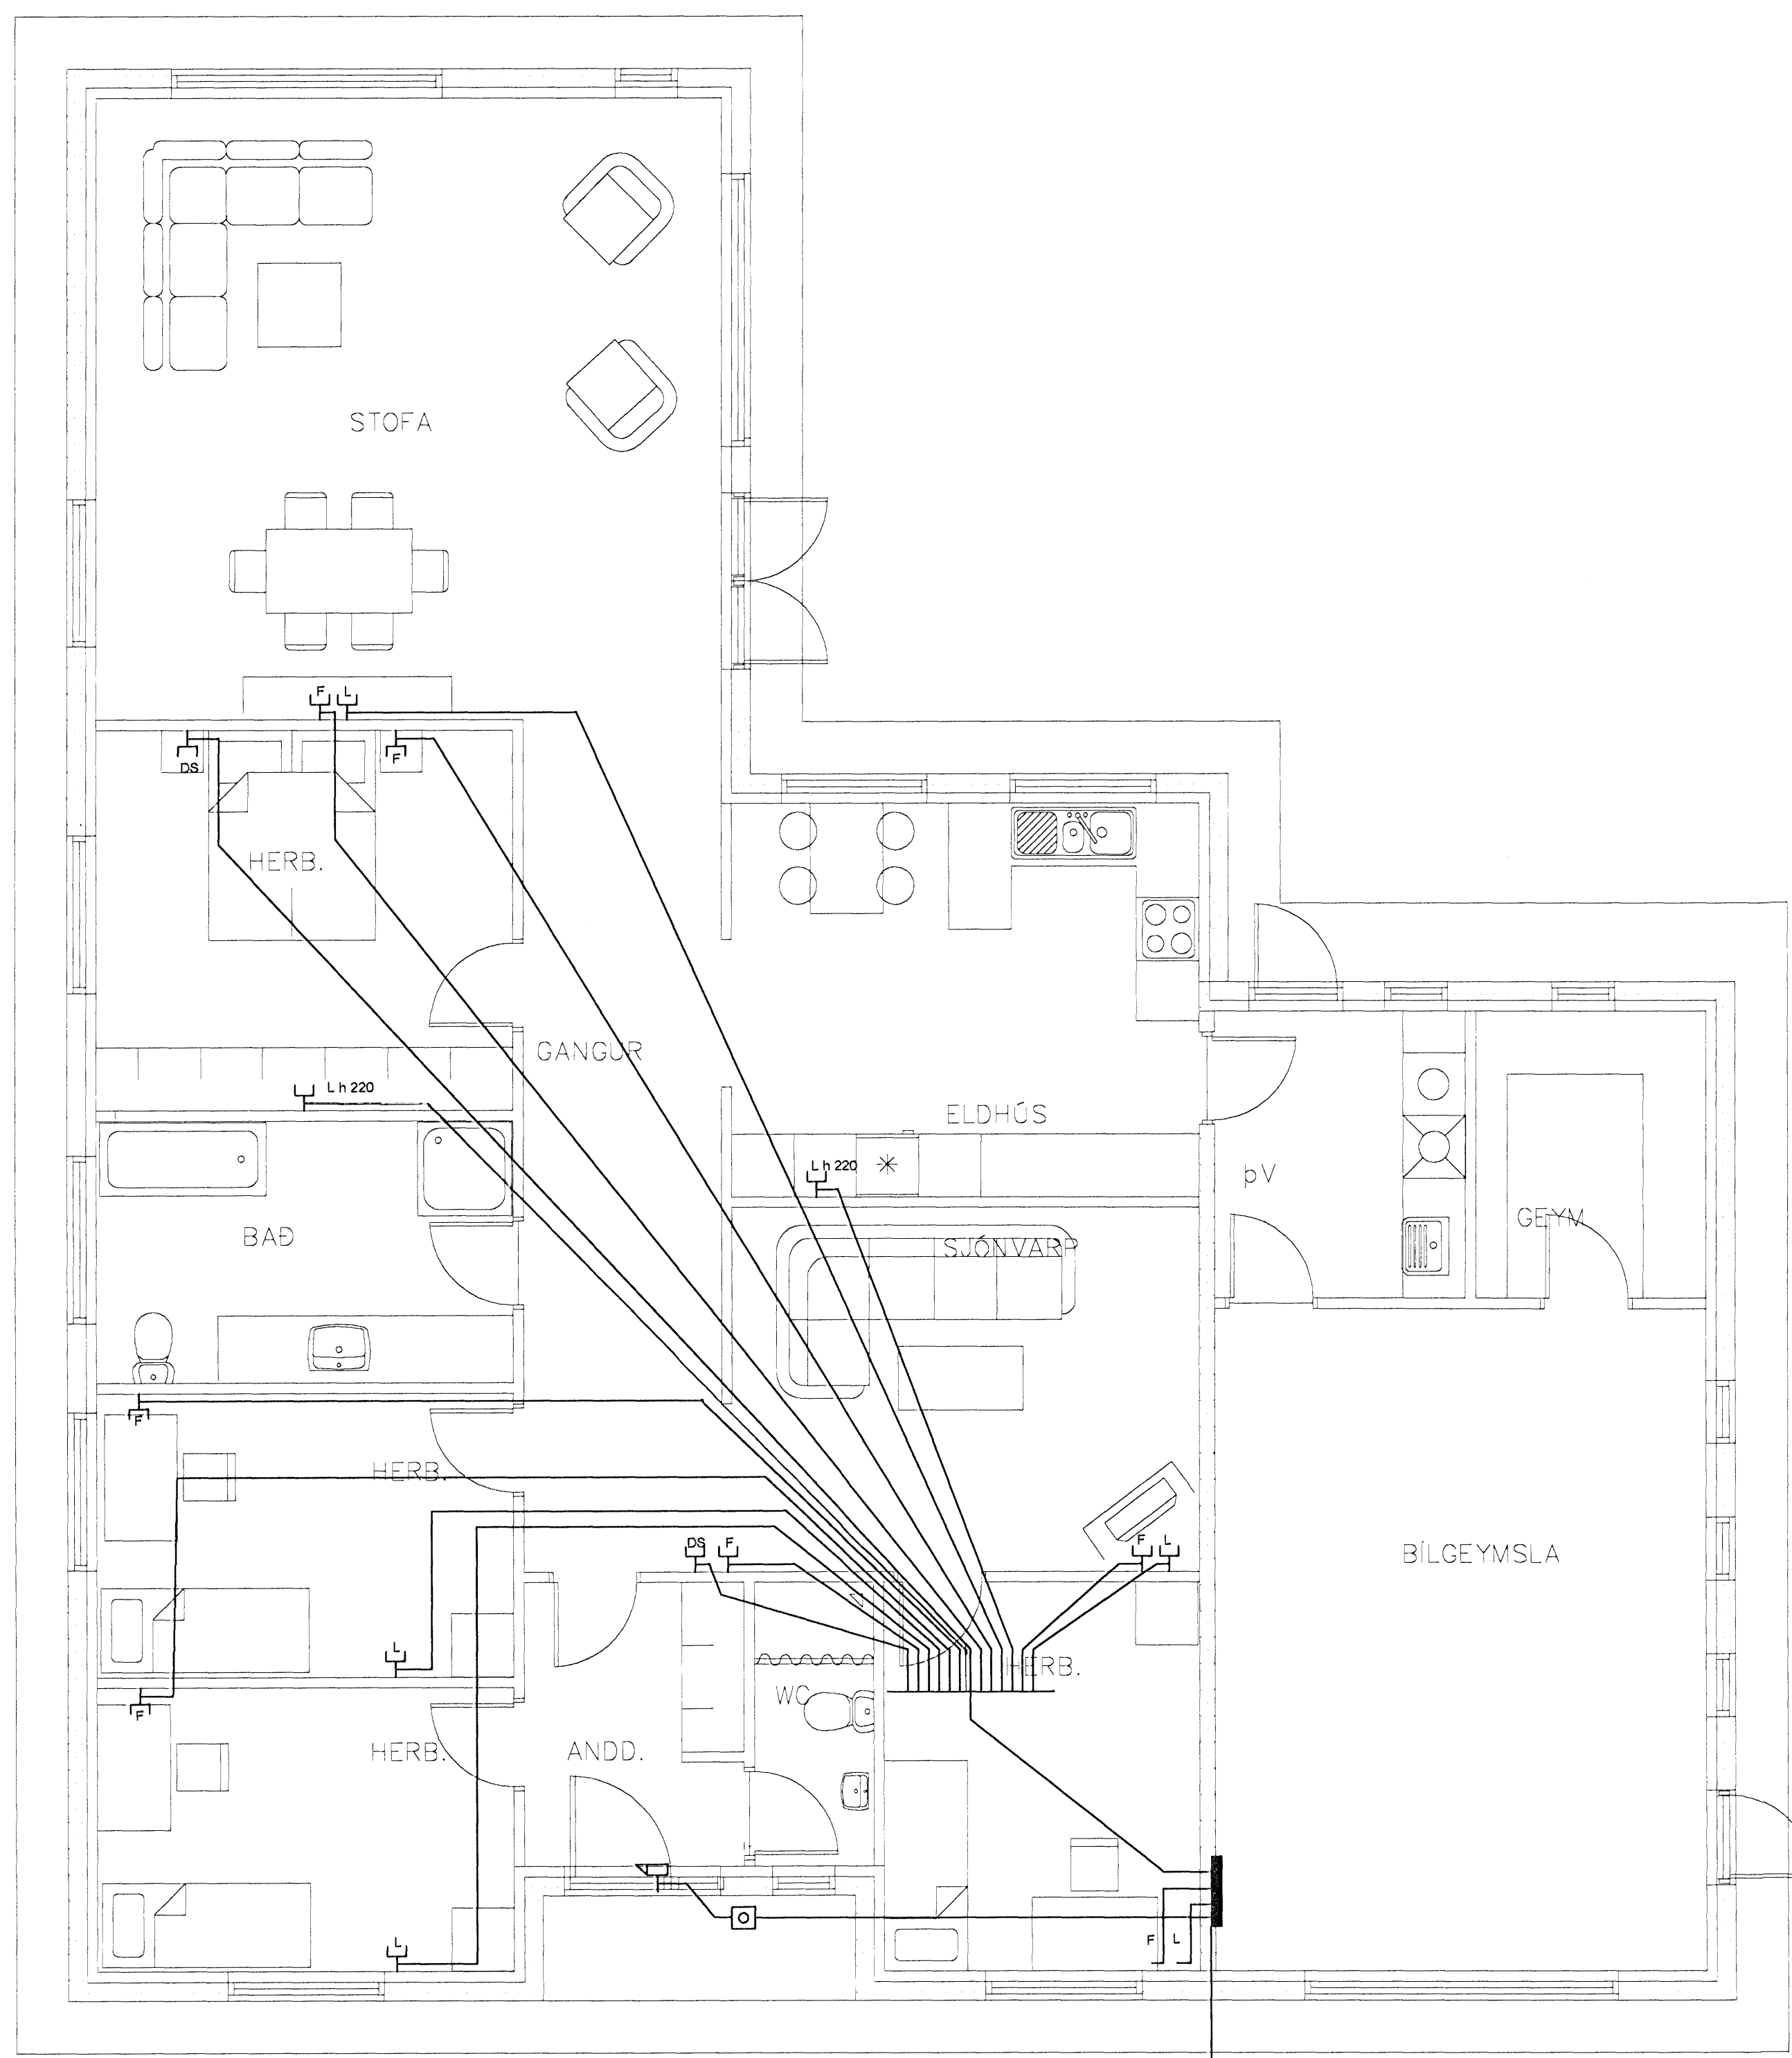 STOFA
F L
DS
F
HERB.
GANGUR
L h 220
ELDHÚS
L h 220
þV
GEYM
BAÐ
SJÓNVARP
F
HERB.
DS F
F L
BÍLGEYMSLA
L
HERB.
WC
F
HERB.
ANDD.
L
F L